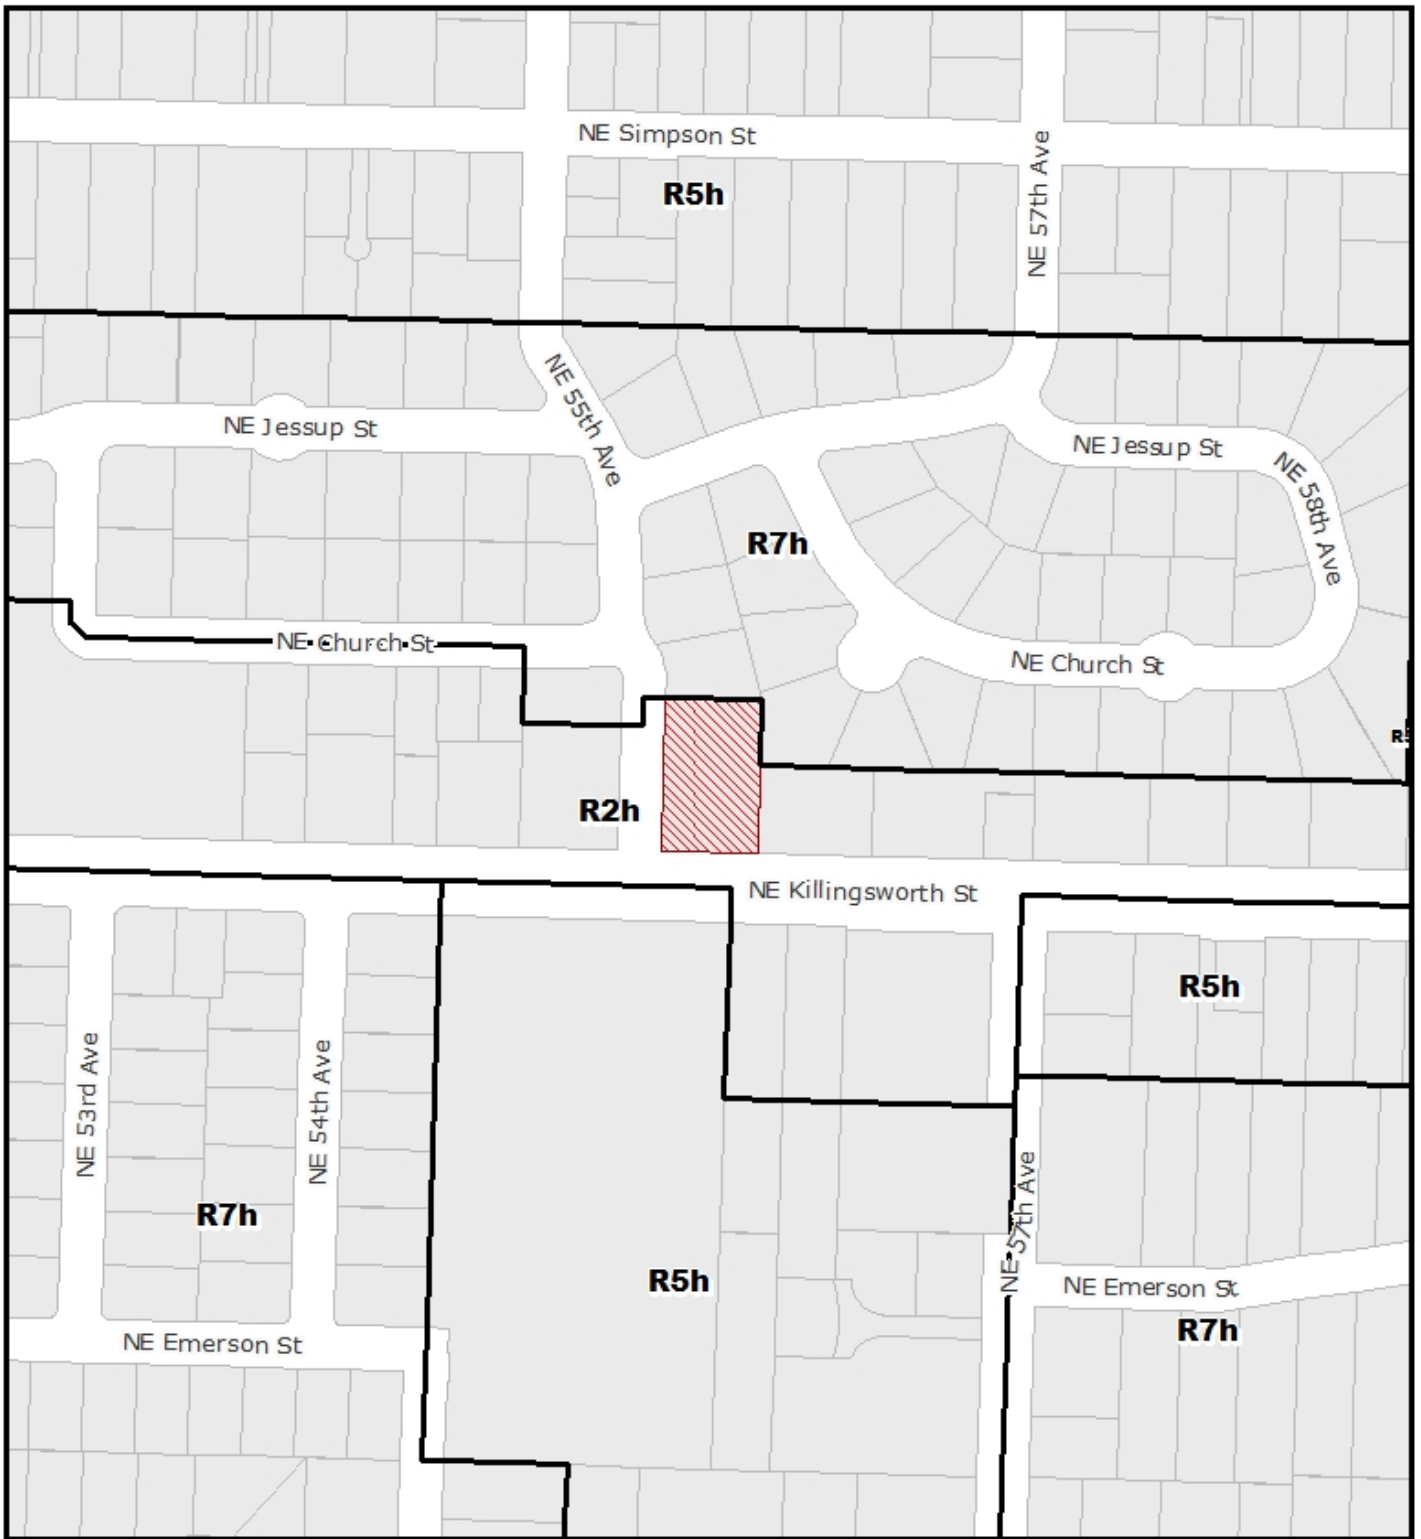 NE Simpson St
NE 57th Ave
R5h
NE 55th Ave
NE Jessup St
NE Jessup St
NE 58th Ave
R7h
NE Church St
NE Church St
R2h
NE Killingsworth St
R5h
NE 53rd Ave
NE 54th Ave
NE 57th Ave
R7h
R5h
NE Emerson St
R7h
NE Emerson St